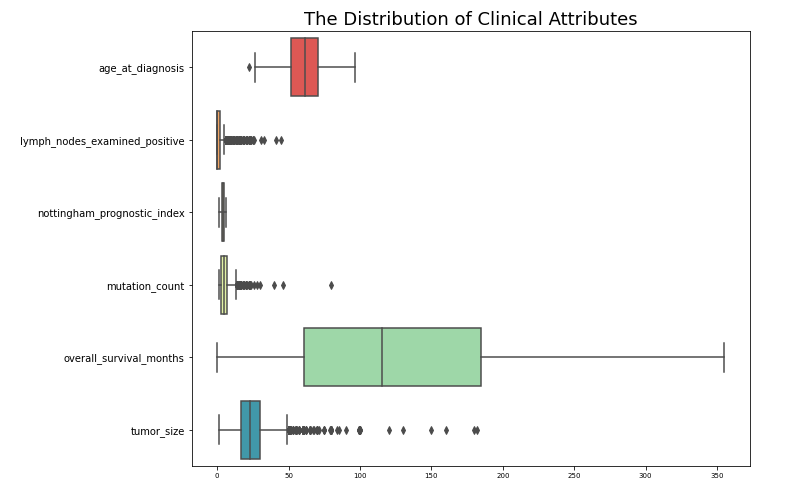 The Distribution of Clinical Attributes
age_at_diagnosis
lymph_nodes_examined_positive
nottingham_prognostic_index
mutation_count
overall_survival_months
tumor_size
0 50 100 150 200 250 300 350